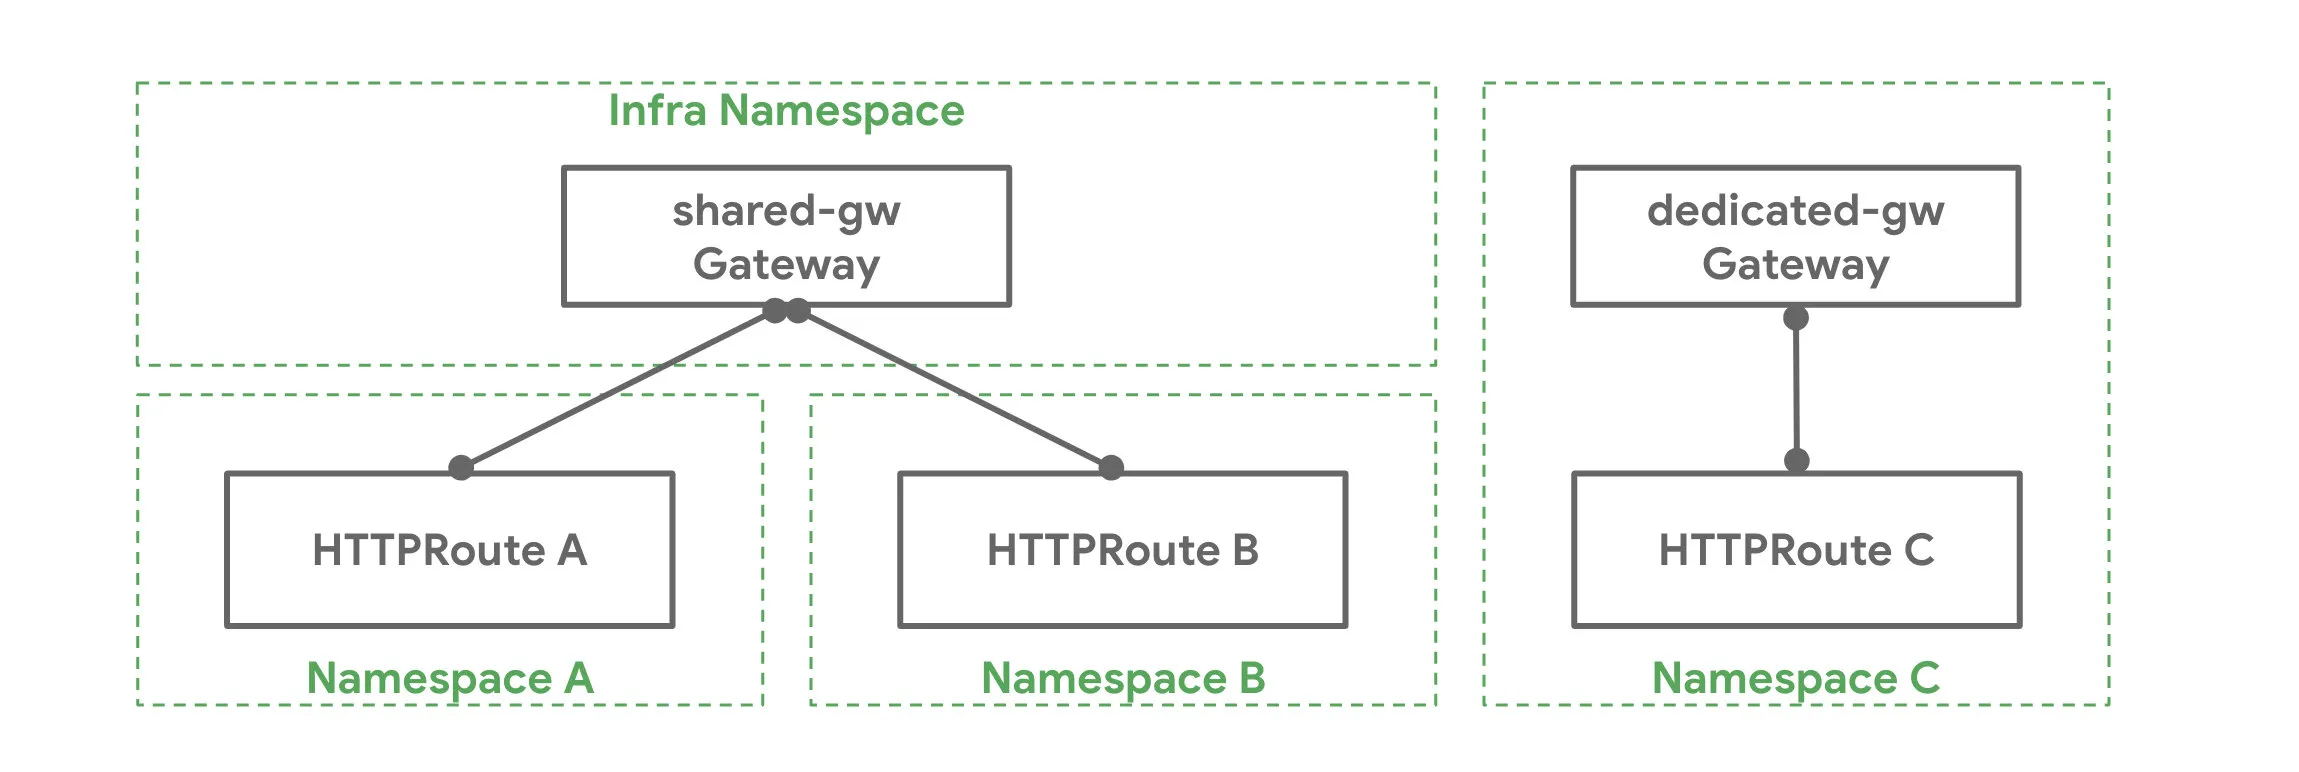 Infra Namespace
shared-gw
Gateway
HTTPRoute A
Namespace A
HTTPRoute B
Namespace B
dedicated-gw
Gateway
HTTPRoute C
Namespace C